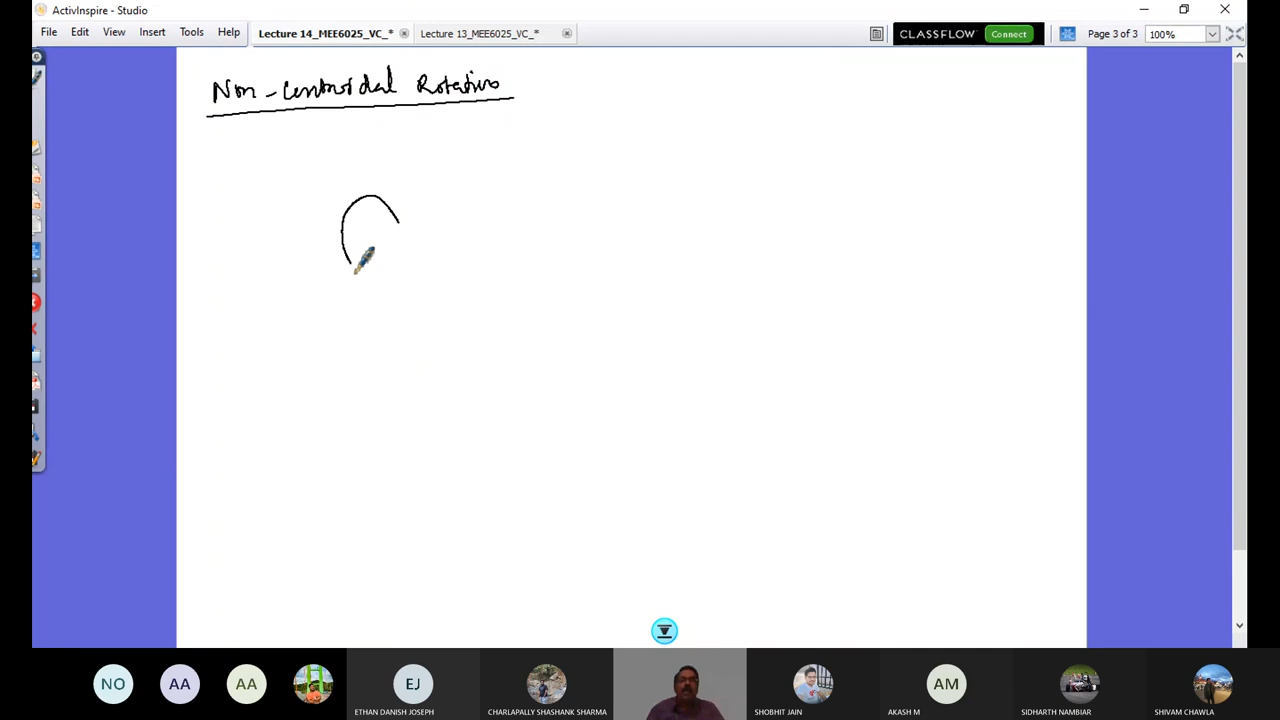 ActivInspire - Studio
File Edit View Insert Tools Help
Lecture 14_MEE6025_VC_*
Lecture 13_MEE6025_VC_*
CLASSFLOW Connect
Page 3 of 3
100%
Non-Centroidal Rotation
NO
AA
AA
EJ
AM
ETHAN DANISH JOSEPH
CHARLAPALLY SHASHANK SHARMA
SHOBHIT JAIN
AKASH M
SIDHARTH NAMBIAR
SHIVAM CHAWLA